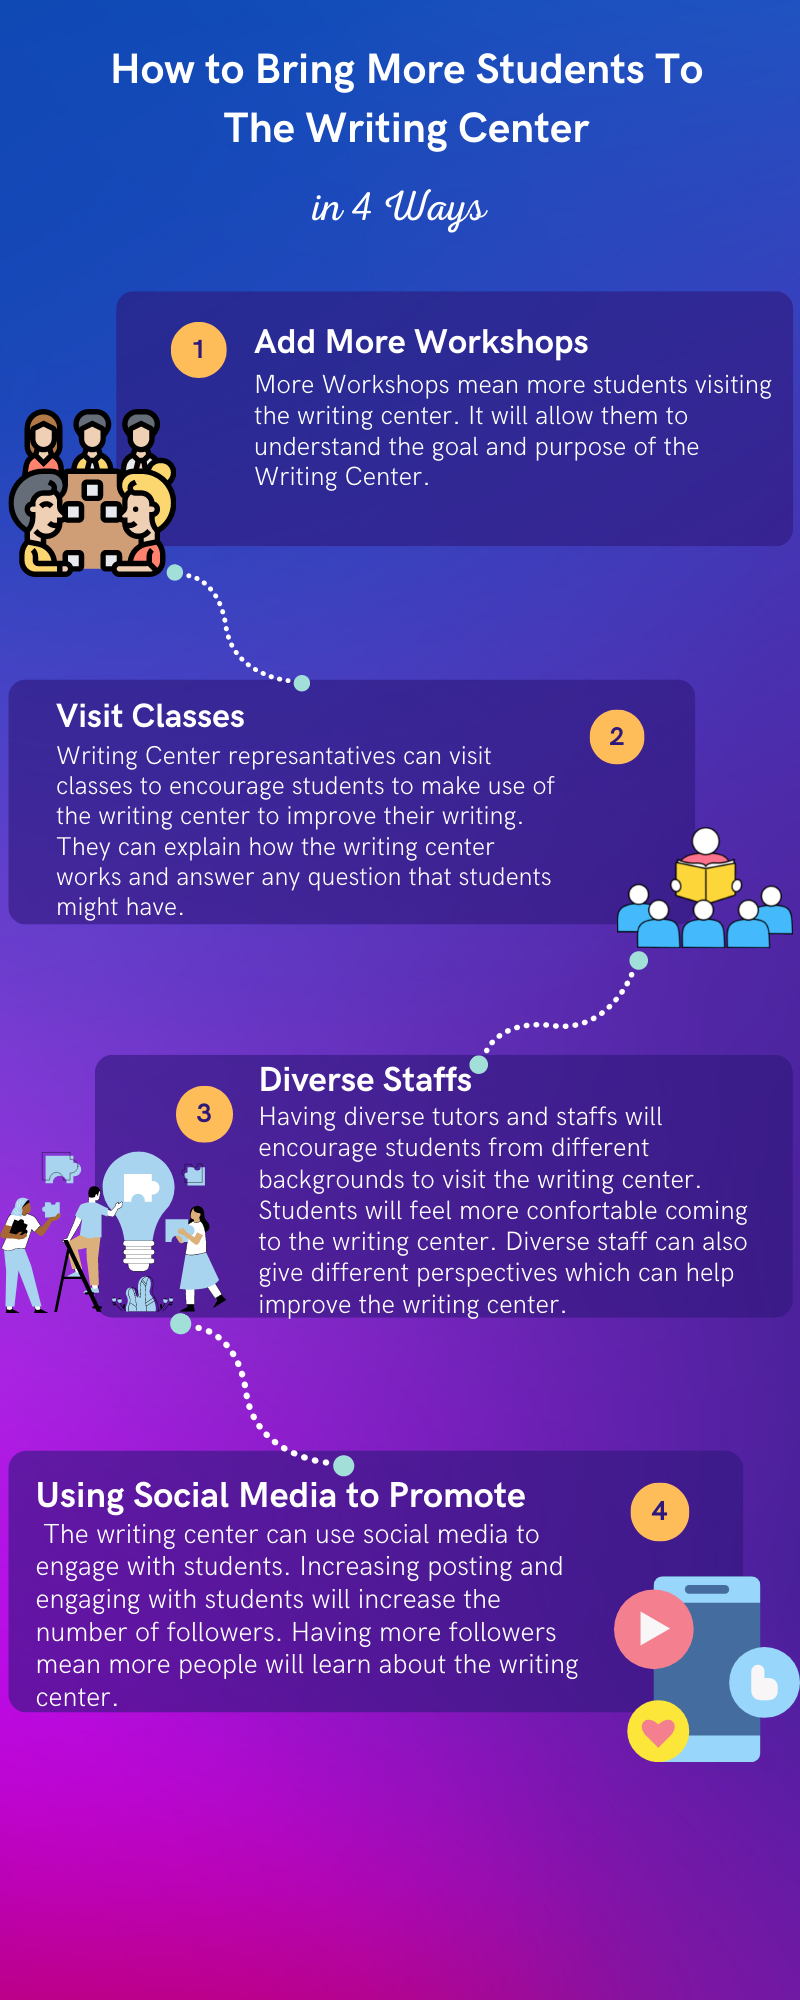 How to Bring More Students To
The Writing Center
in 4 Ways
1
Add More Workshops
More Workshops mean more students visiting
the writing center. It will allow them to
understand the goal and purpose of the
Writing Center.
Visit Classes
2
Writing Center represantatives can visit
classes to encourage students to make use of
the writing center to improve their writing.
They can explain how the writing center
works and answer any question that students
might have.
3
Diverse Staffs
Having diverse tutors and staffs will
encourage students from different
backgrounds to visit the writing center.
Students will feel more confortable coming
to the writing center. Diverse staff can also
give different perspectives which can help
improve the writing center.
Using Social Media to Promote
4
The writing center can use social media to
engage with students. Increasing posting and
engaging with students will increase the
number of followers. Having more followers
mean more people will learn about the writing
center.